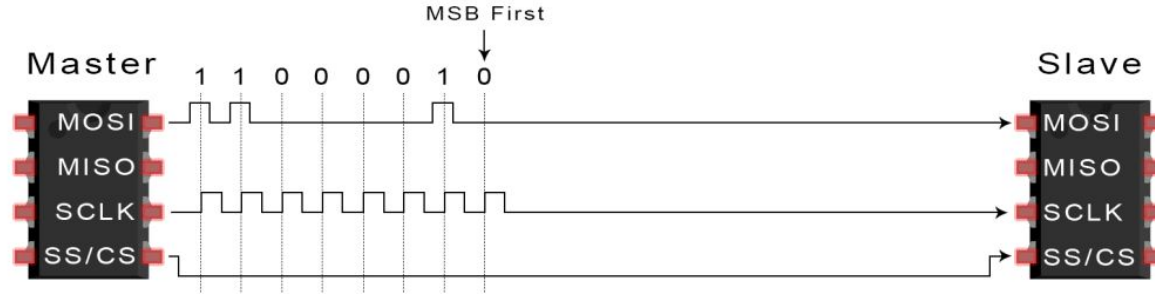 MSB First
Master
1 1 0 0 0 0 1 0
Slave
MOSI
MISO
SCLK
SS/CS
MOSI
MISO
SCLK
SS/CS